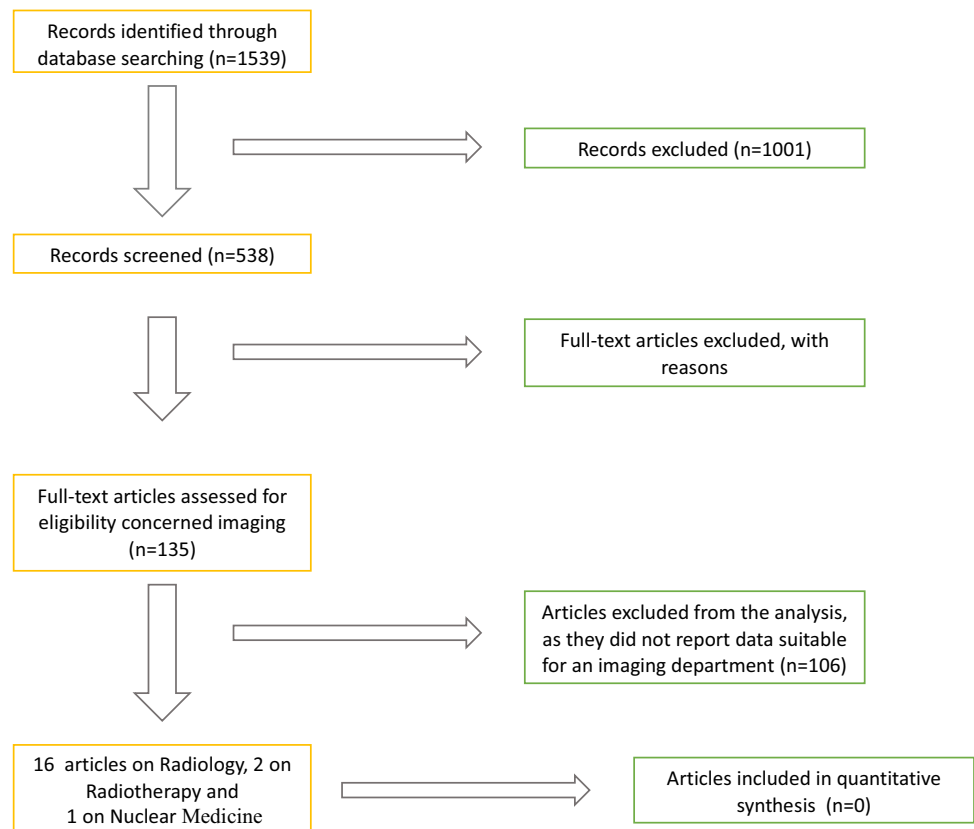 Records identified through
database searching (n=1539)
Records excluded (n=1001)
Records screened (n=538)
Full-text articles excluded, with
reasons
Full-text articles assessed for
eligibility concerned imaging
(n=135)
Articles excluded from the analysis,
as they did not report data suitable
for an imaging department (n=106)
16 articles on Radiology, 2 on
Radiotherapy and
1 on Nuclear Medicine
Articles included in quantitative
synthesis (n=0)